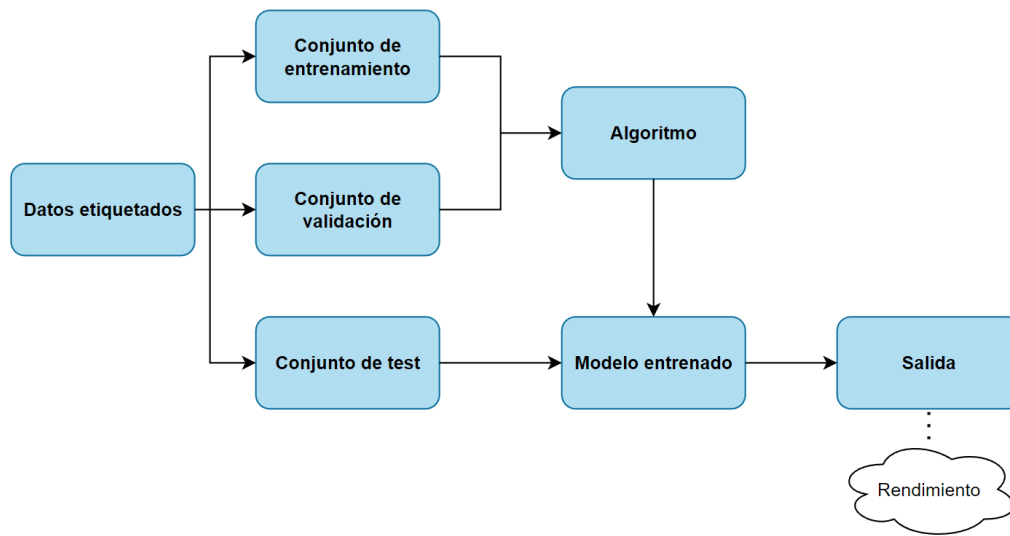 Conjunto de
entrenamiento
Algoritmo
Datos etiquetados
Conjunto de
validación
Conjunto de test
Modelo entrenado
Salida
Rendimiento